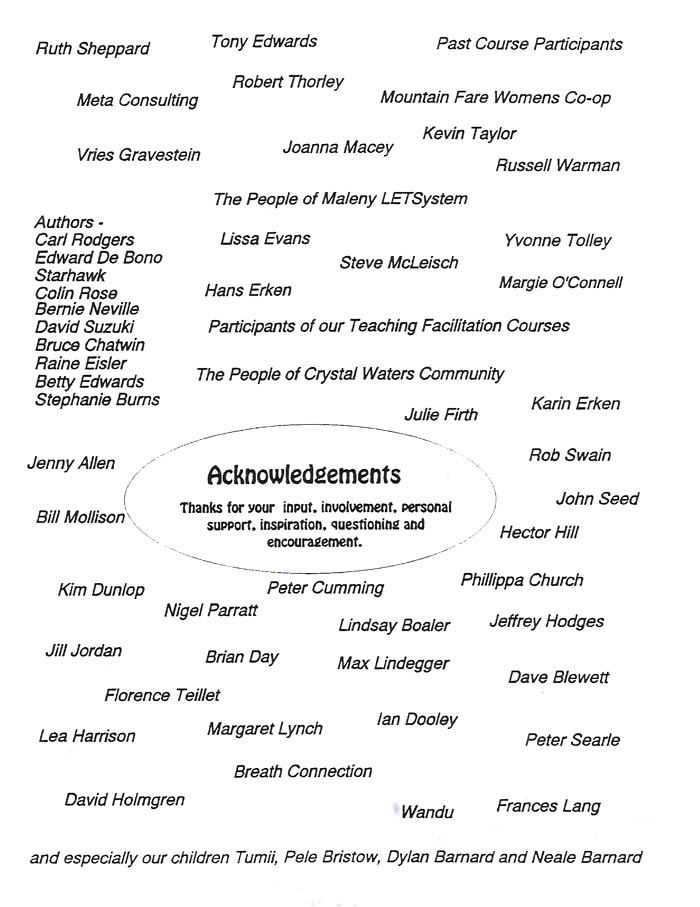 Ruth Sheppard
Tony Edwards
Past Course Participants
Robert Thorley
Meta Consulting
Mountain Fare Womens Co-op
Kevin Taylor
Joanna Macey
Vries Gravestein
Russell Warman
The People of Maleny LETSystem
Authors -
Carl Rodgers
Edward De Bono
Starhawk
Colin Rose
Bernie Neville
David Suzuki
Bruce Chatwin
Raine Eisler
Betty Edwards
Stephanie Burns
Lissa Evans
Yvonne Tolley
Steve McLeisch
Hans Erken
Margie O'Connell
Participants of our Teaching Facilitation Courses
The People of Crystal Waters Community
Julie Firth
Karin Erken
Jenny Allen
Rob Swain
Bill Mollison
John Seed
Hector Hill
Acknowledgements
Thanks for your input, involvement, personal
support, inspiration, questioning and
encouragement.
Kim Dunlop
Peter Cumming
Phillippa Church
Nigel Parratt
Lindsay Boaler
Jeffrey Hodges
Jill Jordan
Brian Day
Max Lindegger
Dave Blewett
Florence Teillet
Ian Dooley
Lea Harrison
Margaret Lynch
Peter Searle
Breath Connection
David Holmgren
Wandu
Frances Lang
and especially our children Tumii, Pele Bristow, Dylan Barnard and Neale Barnard